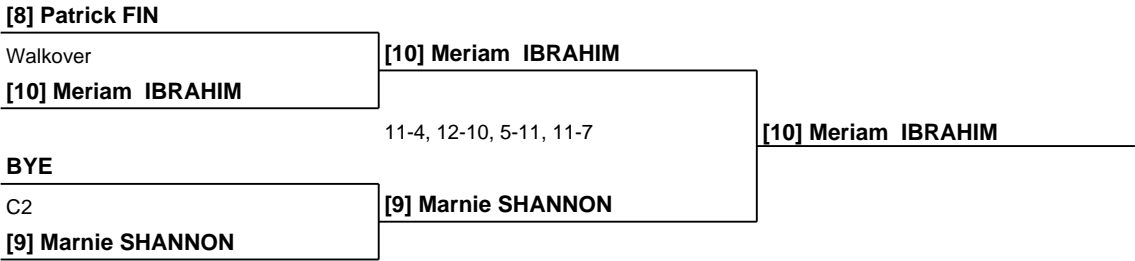 [8] Patrick FIN
Walkover
[10] Meriam IBRAHIM
[10] Meriam IBRAHIM
11-4, 12-10, 5-11, 11-7
[10] Meriam IBRAHIM
BYE
C2
[9] Marnie SHANNON
[9] Marnie SHANNON